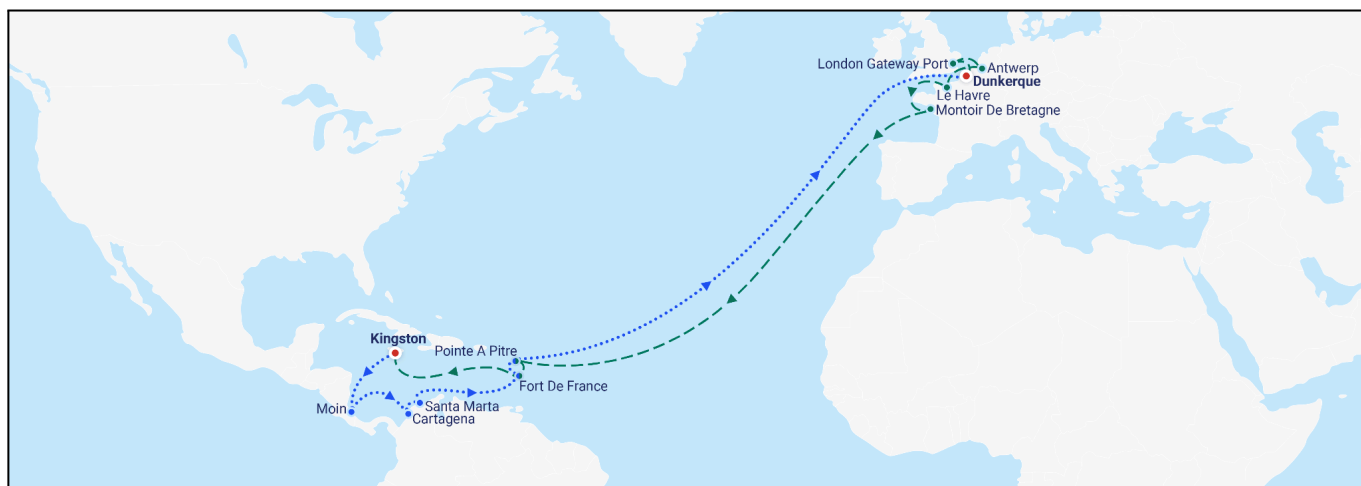 London Gateway Port
Antwerp
Dunkerque
Le Havre
Montoir De Bretagne
Kingston
Pointe A Pitre
Fort De France
Moin
Santa Marta
Cartagena